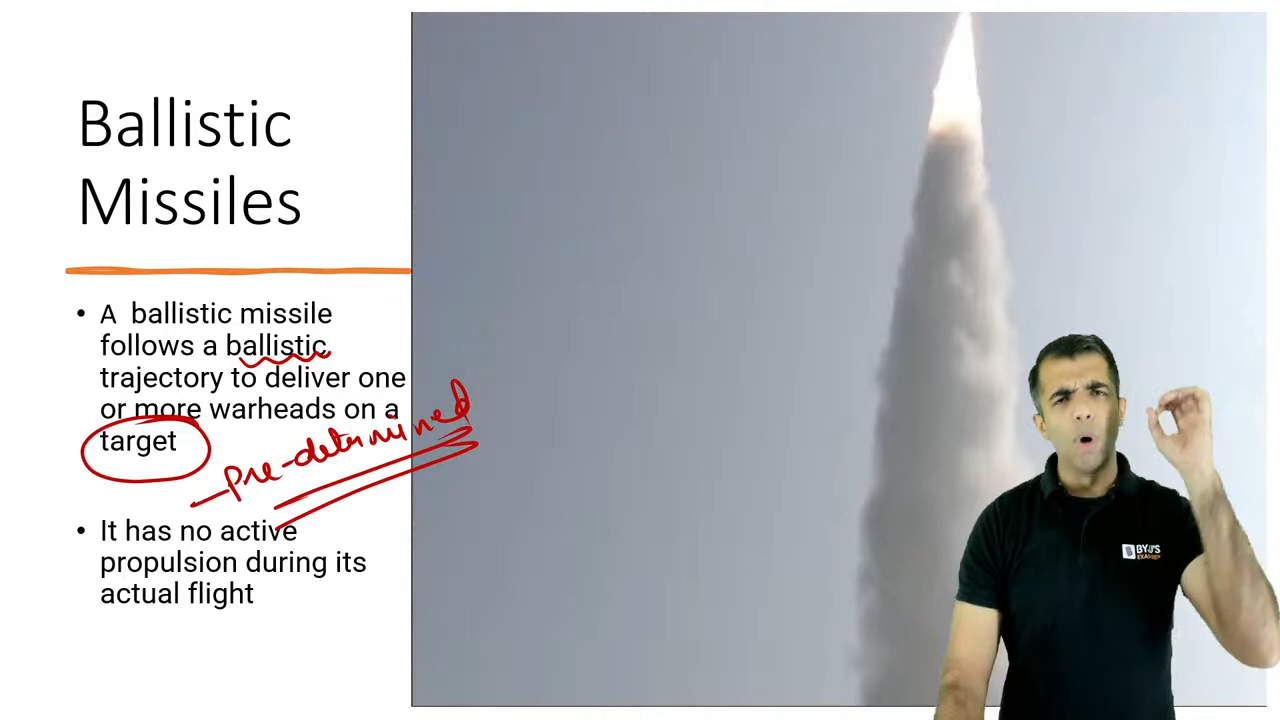 Ballistic
Missiles
• A ballistic missile
follows a ballistic
trajectory to deliver one
or more warheads on a
target
– pre-determined
• It has no active
propulsion during its
actual flight
BYJU'S